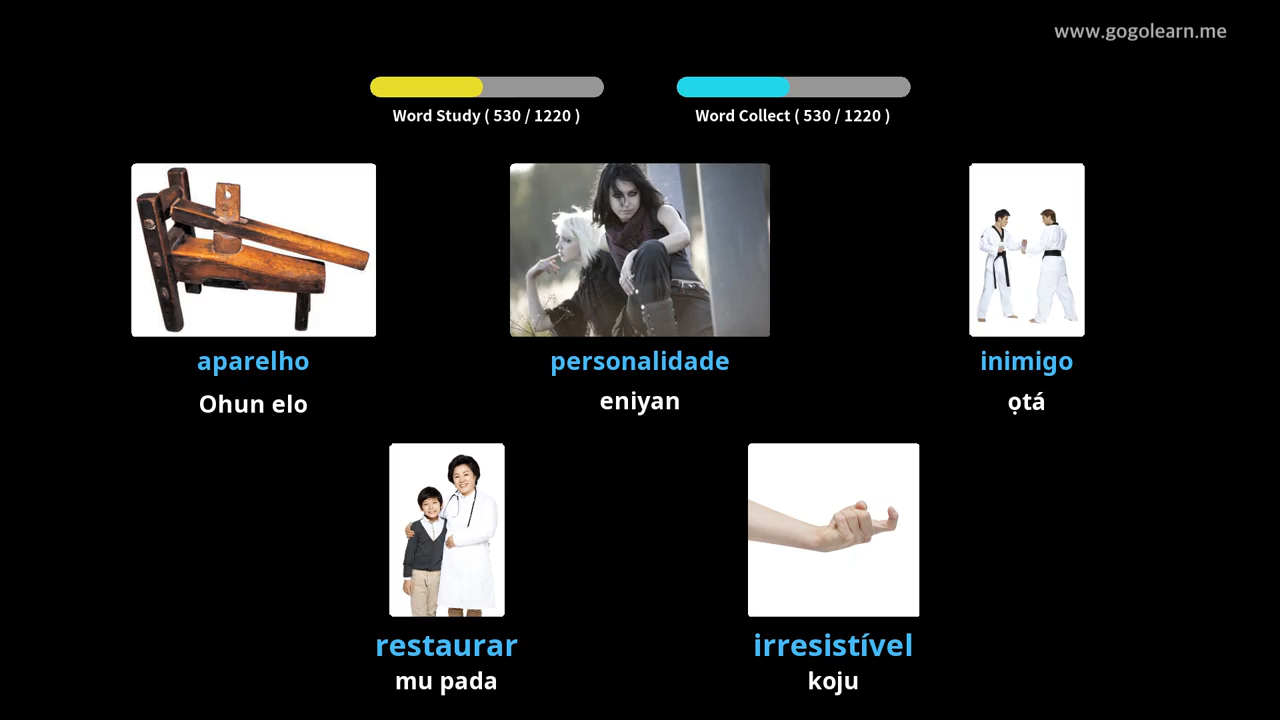 www.gogolearn.me
Word Study ( 530 / 1220 )
Word Collect ( 530 / 1220 )
aparelho
Ohun elo
personalidade
eniyan
inimigo
ọtá
restaurar
mu pada
irresistível
koju